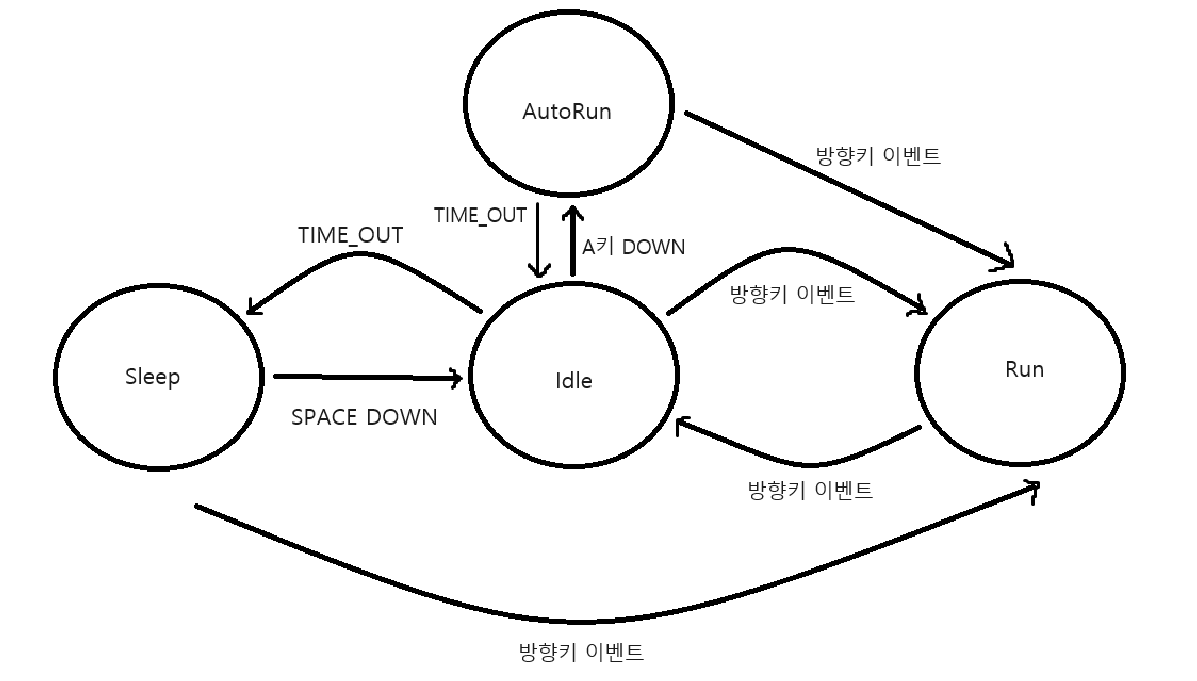 AutoRun
방향키 이벤트
TIME_OUT
TIME_OUT
A키 DOWN
방향키 이벤트
Sleep
Idle
Run
SPACE DOWN
방향키 이벤트
방향키 이벤트